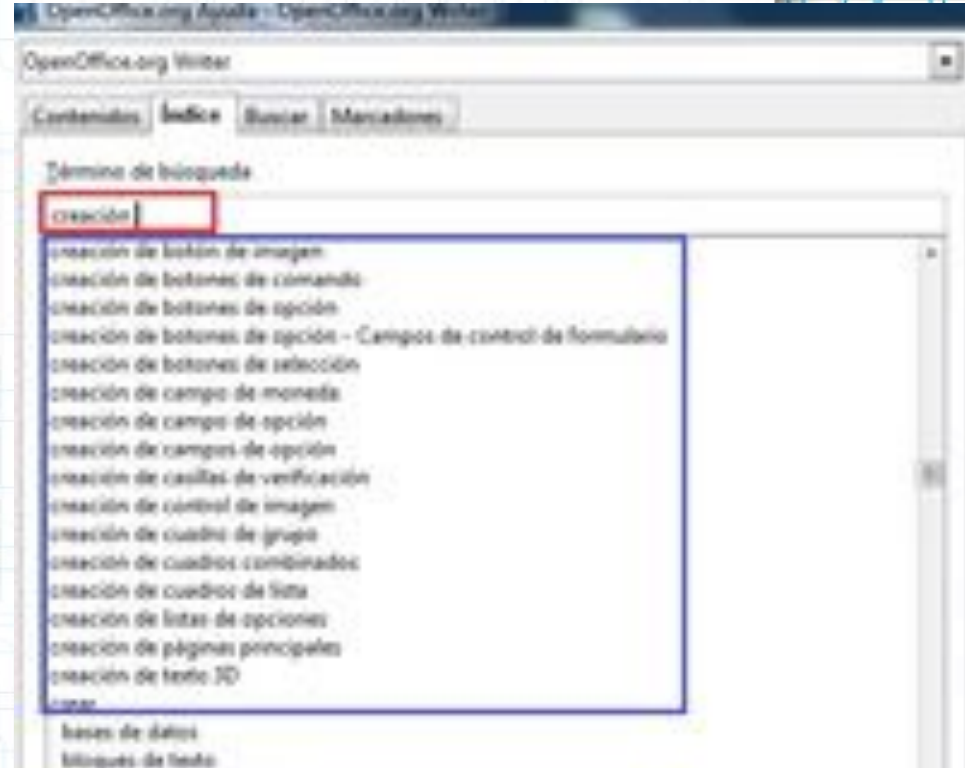 OpenOffice.org Ayuda - OpenOffice.org Writer
OpenOffice.org Writer
Contenidos Índice Buscar Marcadores
Término de búsqueda
creación
creación de botón de imagen
creación de botones de comando
creación de botones de opción
creación de botones de opción - Campos de control de formulario
creación de botones de selección
creación de campo de moneda
creación de campo de opción
creación de campos de opción
creación de casillas de verificación
creación de control de imagen
creación de cuadro de grupo
creación de cuadros combinados
creación de cuadros de lista
creación de listas de opciones
creación de páginas principales
creación de texto 3D
crear
bases de datos
bloques de texto